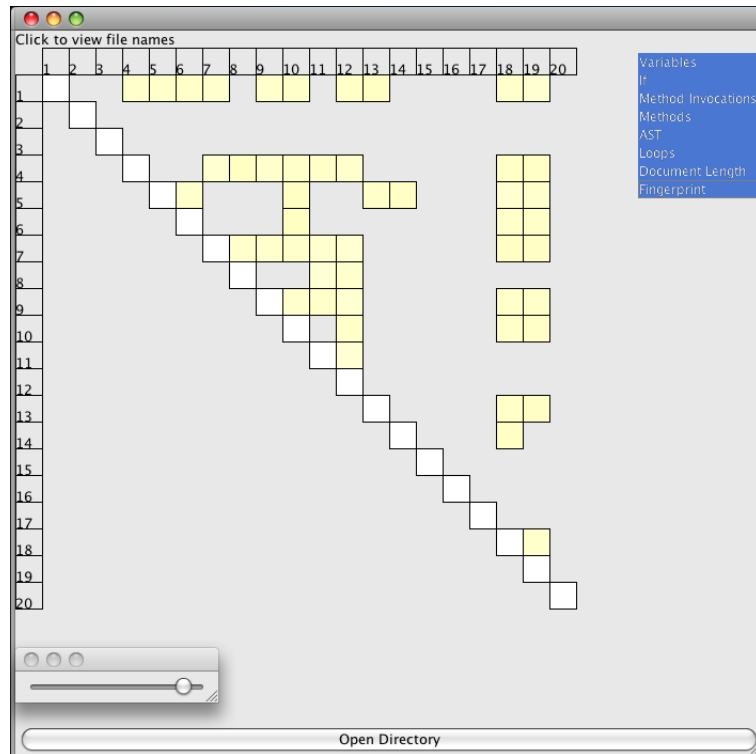 Click to view file names
1 2 3 4 5 6 7 8 9 10 11 12 13 14 15 16 17 18 19 20
1
2
3
4
5
6
7
8
9
10
11
12
13
14
15
16
17
18
19
20
Variables
If
Method Invocations
Methods
AST
Loops
Document Length
Fingerprint
Open Directory